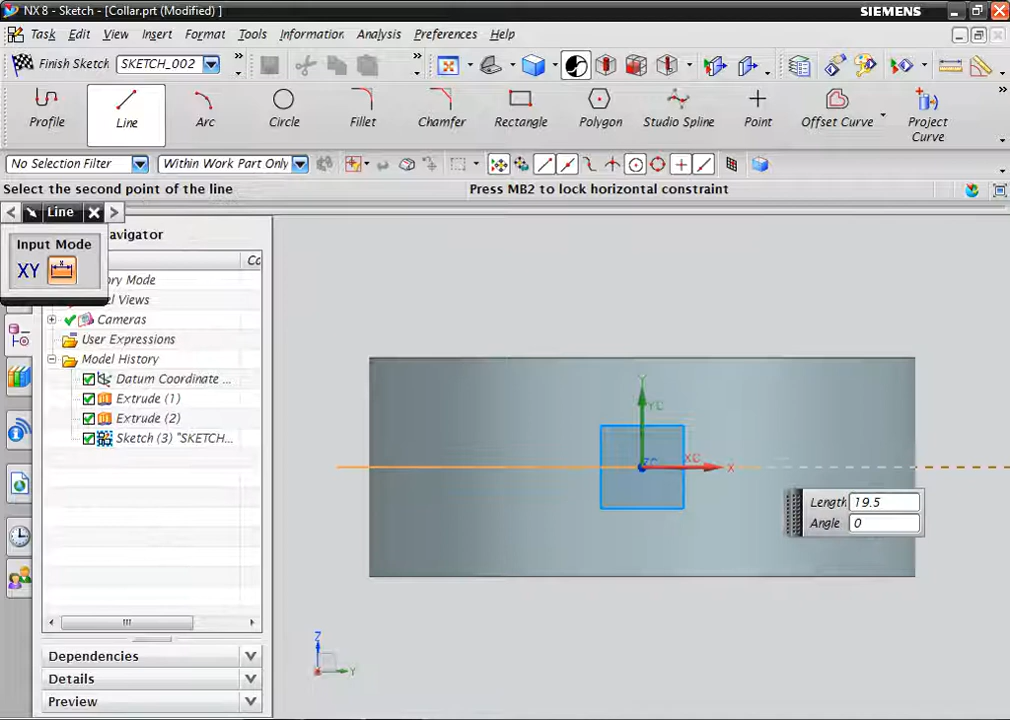 NX 8 - Sketch - [Collar.prt (Modified) ]
SIEMENS
Task Edit View Insert Format Tools Information Analysis Preferences Help
Finish Sketch SKETCH_002
Profile Line Arc Circle Fillet Chamfer Rectangle Polygon Studio Spline Point Offset Curve Project Curve
No Selection Filter Within Work Part Only
Select the second point of the line
Press MB2 to lock horizontal constraint
Line
Input Mode
XY
avigator
Co
ory Mode
el Views
Cameras
User Expressions
Model History
Datum Coordinate ...
Extrude (1)
Extrude (2)
Sketch (3) "SKETCH...
Dependencies
Details
Preview
Y
YC
ZC
XC
X
Length 19.5
Angle 0
Z
Y